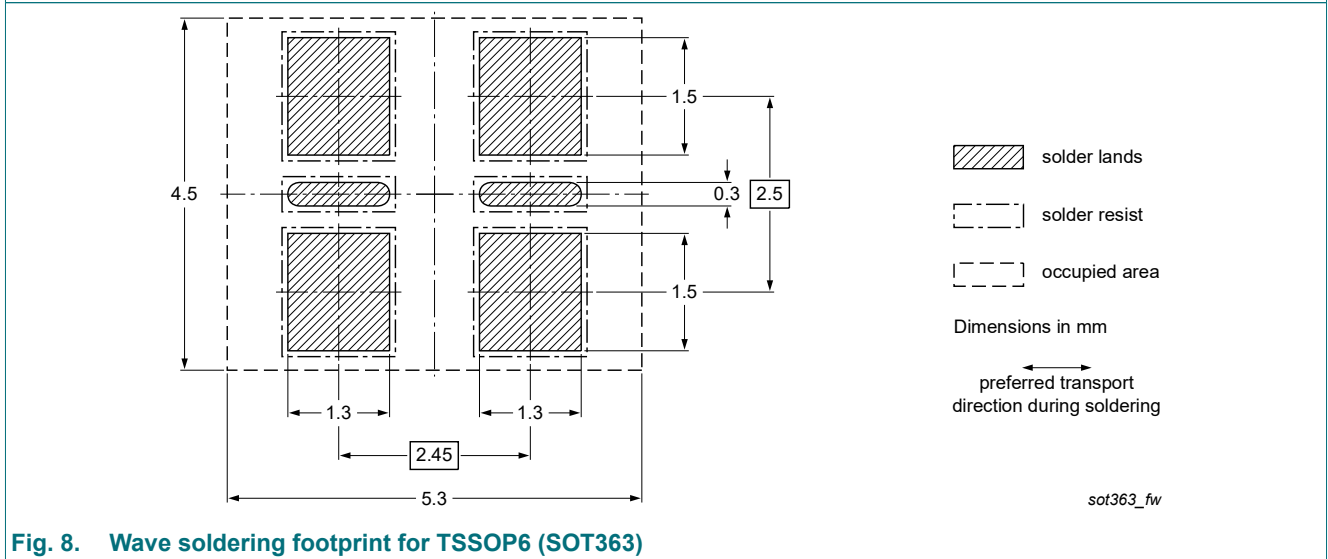 1.5
4.5
0.3
2.5
1.5
1.3
1.3
2.45
5.3
solder lands
solder resist
occupied area
Dimensions in mm
preferred transport
direction during soldering
sot363_fw
Fig. 8. Wave soldering footprint for TSSOP6 (SOT363)